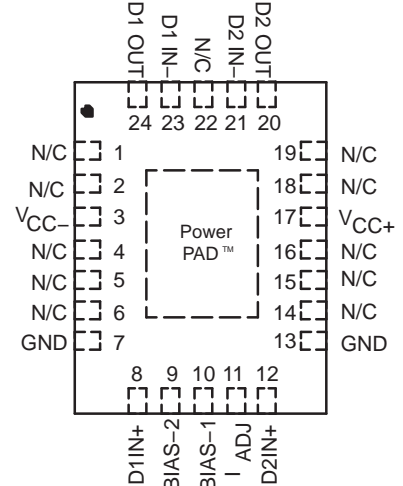 D1 OUT
D1 IN−
N/C
D2 IN−
D2 OUT
24 23 22 21 20
N/C 1
N/C 2
VCC− 3
N/C 4
N/C 5
N/C 6
GND 7
19 N/C
18 N/C
17 VCC+
16 N/C
15 N/C
14 N/C
13 GND
Power
PAD™
8 9 10 11 12
D1IN+
BIAS−2
BIAS−1
I ADJ
D2IN+